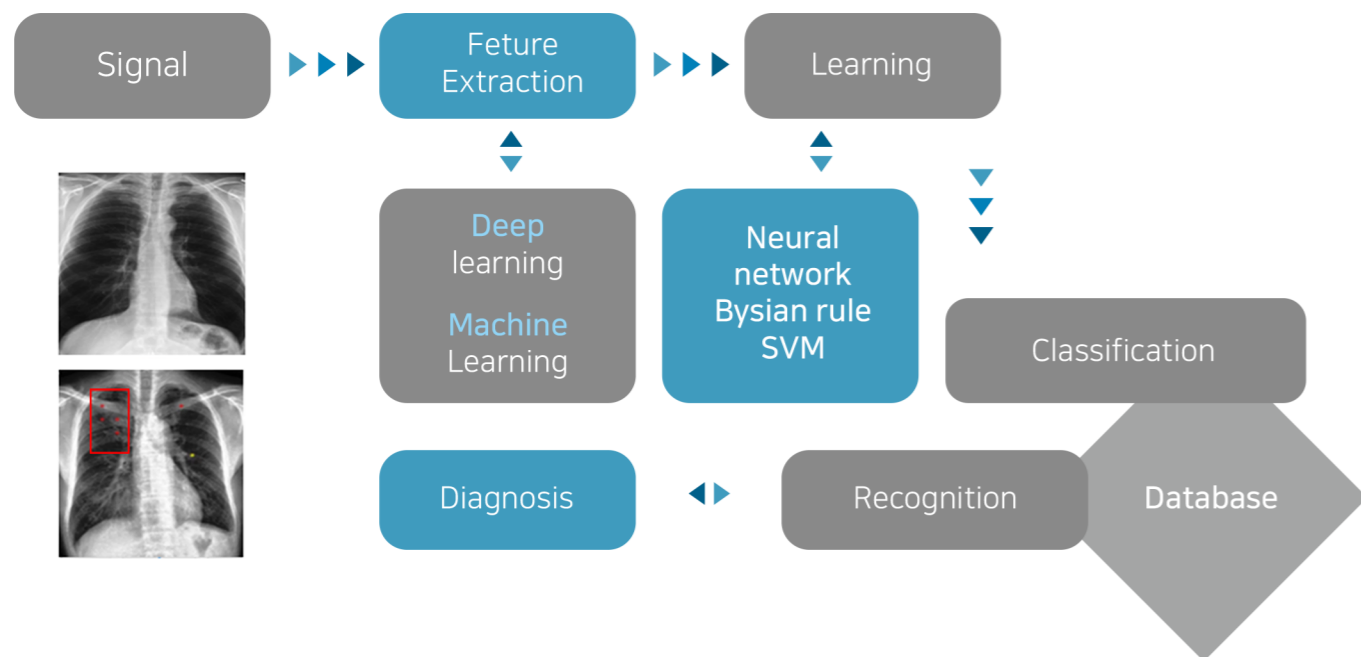 Signal
Feture
Extraction
Learning
Deep
learning
Machine
Learning
Neural
network
Bysian rule
SVM
Classification
Diagnosis
Recognition
Database